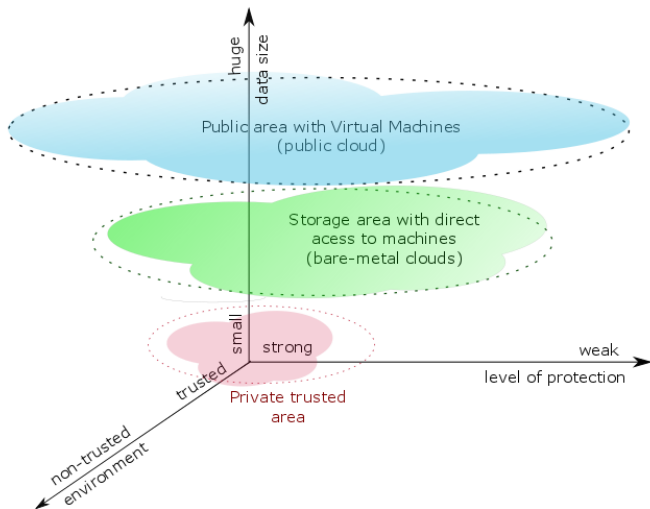 huge
data size
Public area with Virtual Machines
(public cloud)
Storage area with direct
acess to machines
(bare-metal clouds)
small
strong
weak
level of protection
trusted
Private trusted
area
non-trusted
environment